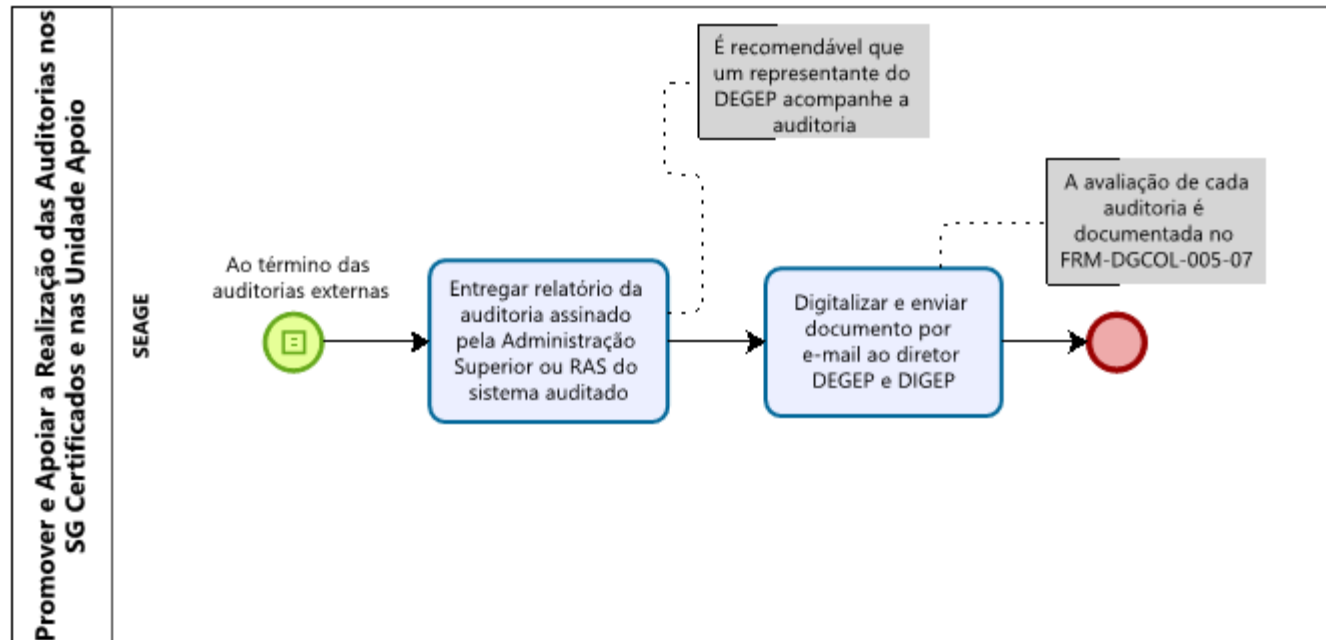 Promover e Apoiar a Realização das Auditorias nos
SG Certificados e nas Unidade Apoio
SEAGE
Ao término das
auditorias externas
Entregar relatório da
auditoria assinado
pela Administração
Superior ou RAS do
sistema auditado
É recomendável que
um representante do
DEGEP acompanhe a
auditoria
Digitalizar e enviar
documento por
e-mail ao diretor
DEGEP e DIGEP
A avaliação de cada
auditoria é
documentada no
FRM-DGCOL-005-07